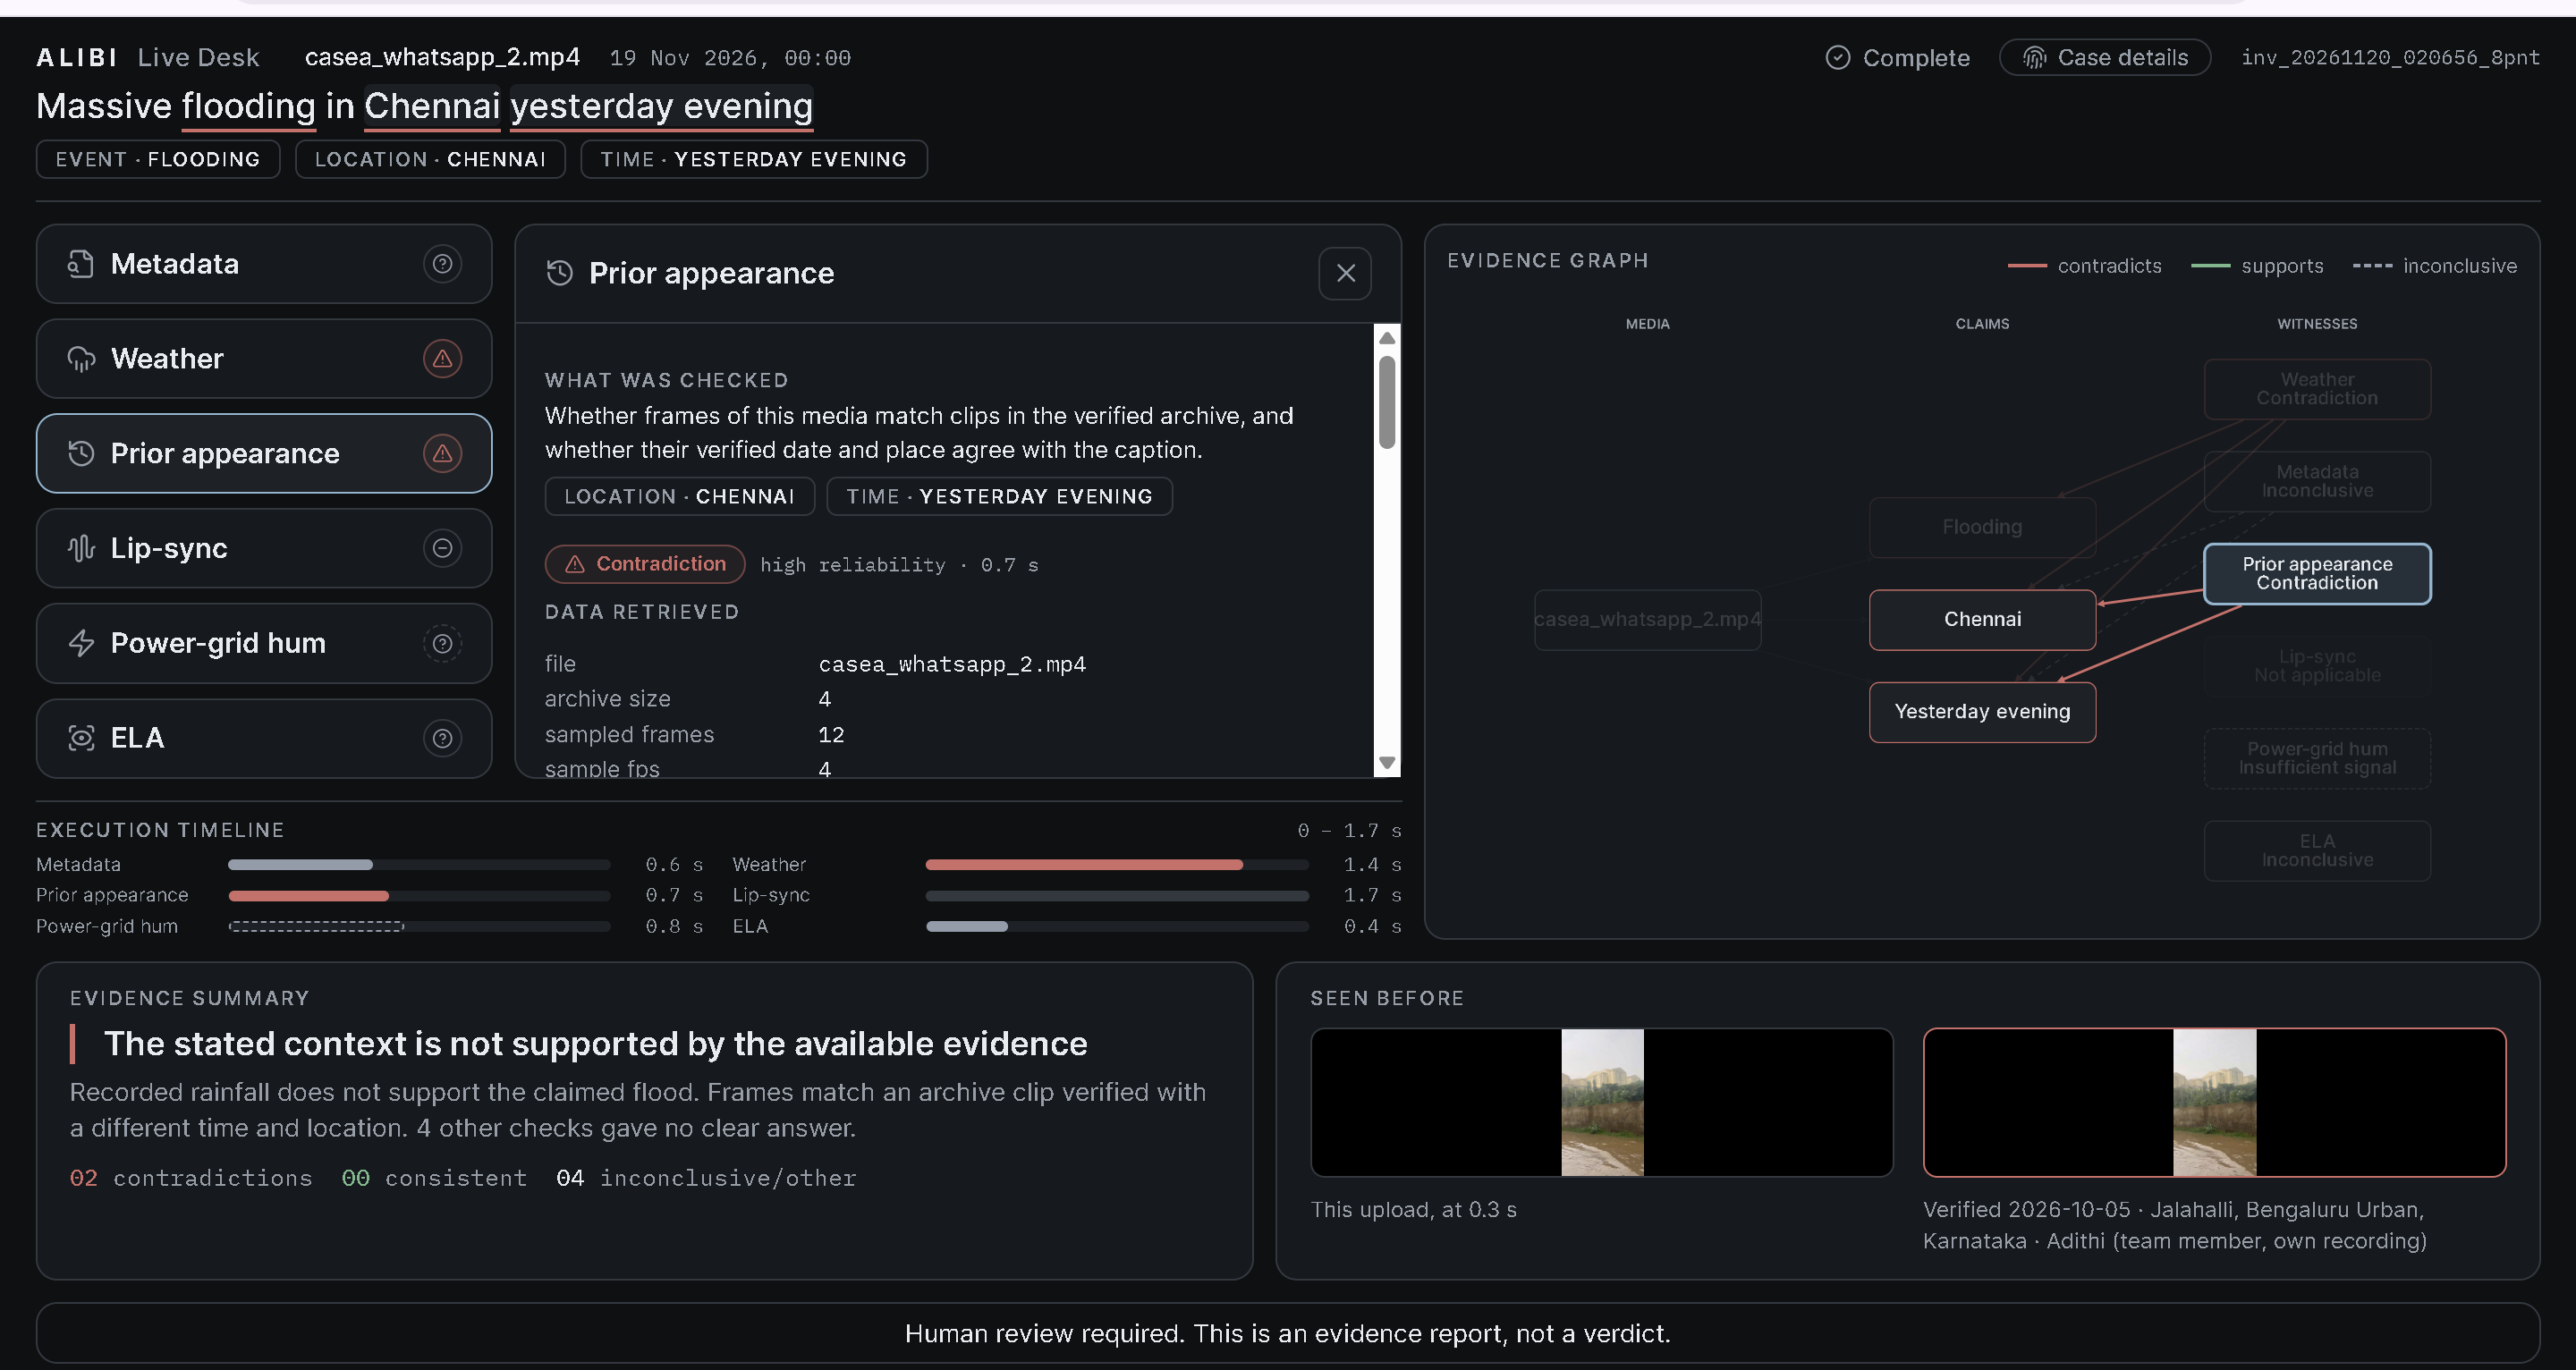 ALIBI Live Desk casea_whatsapp_2.mp4 19 Nov 2026, 00:00 Complete Case details inv_20261120_020656_8pnt
Massive flooding in Chennai yesterday evening
EVENT · FLOODING LOCATION · CHENNAI TIME · YESTERDAY EVENING
Metadata
Weather
Prior appearance
Lip-sync
Power-grid hum
ELA
Prior appearance
WHAT WAS CHECKED
Whether frames of this media match clips in the verified archive, and
whether their verified date and place agree with the caption.
LOCATION · CHENNAI TIME · YESTERDAY EVENING
Contradiction high reliability · 0.7 s
DATA RETRIEVED
file casea_whatsapp_2.mp4
archive size 4
sampled frames 12
sample fps 4
EVIDENCE GRAPH
contradicts supports inconclusive
MEDIA CLAIMS WITNESSES
Weather
Contradiction
Metadata
Inconclusive
Flooding
Prior appearance
Contradiction
casea_whatsapp_2.mp4
Chennai
Lip-sync
Not applicable
Yesterday evening
Power-grid hum
Insufficient signal
ELA
Inconclusive
EXECUTION TIMELINE 0 – 1.7 s
Metadata 0.6 s Weather 1.4 s
Prior appearance 0.7 s Lip-sync 1.7 s
Power-grid hum 0.8 s ELA 0.4 s
EVIDENCE SUMMARY
The stated context is not supported by the available evidence
Recorded rainfall does not support the claimed flood. Frames match an archive clip verified with
a different time and location. 4 other checks gave no clear answer.
02 contradictions 00 consistent 04 inconclusive/other
SEEN BEFORE
This upload, at 0.3 s
Verified 2026-10-05 · Jalahalli, Bengaluru Urban,
Karnataka · Adithi (team member, own recording)
Human review required. This is an evidence report, not a verdict.